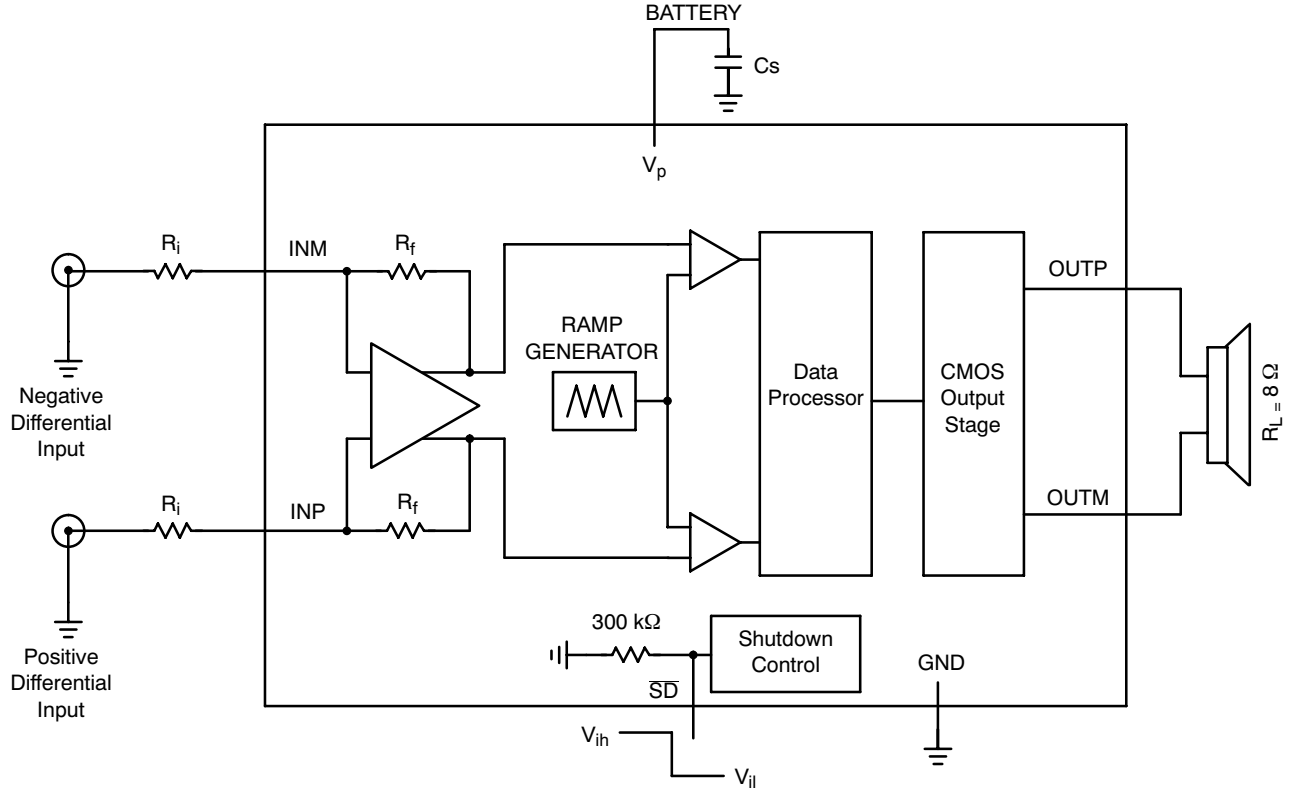 BATTERY
Cs
Vp
Ri
INM
Rf
OUTP
RAMP
GENERATOR
Negative
Differential
Input
Data
Processor
CMOS
Output
Stage
RL = 8 Ω
Ri
INP
Rf
OUTM
Positive
Differential
Input
300 kΩ
Shutdown
Control
SD
GND
Vih
Vil